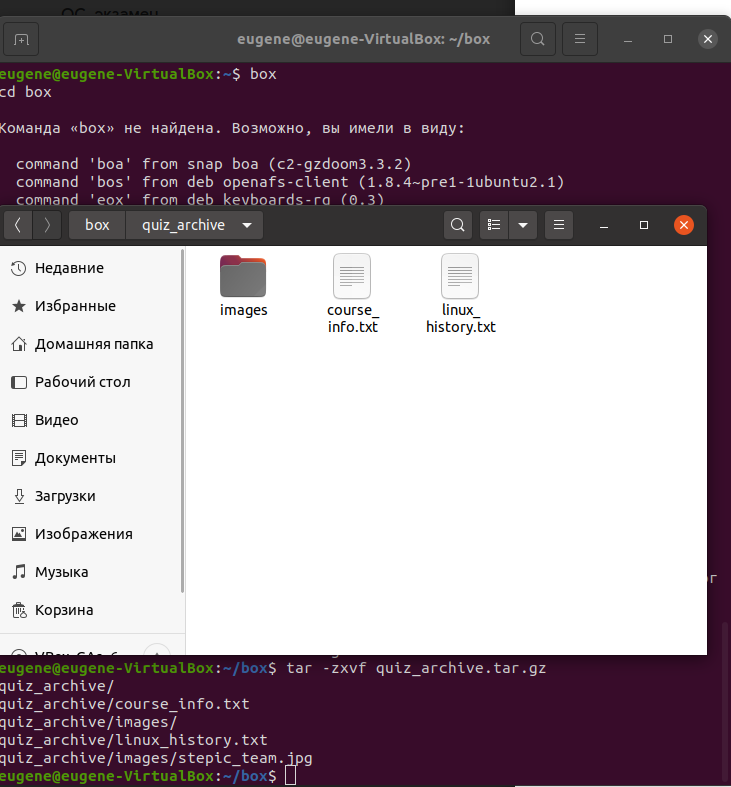 ОС, экзамен
eugene@eugene-VirtualBox: ~/box
eugene@eugene-VirtualBox:~$ box
cd box
Команда «box» не найдена. Возможно, вы имели в виду:
command 'boa' from snap boa (c2-gzdoom3.3.2)
command 'bos' from deb openafs-client (1.8.4~pre1-1ubuntu2.1)
command 'eox' from deb keyboards-rg (0.3)
box
quiz_archive
Недавние
Избранные
Домашняя папка
Рабочий стол
Видео
Документы
Загрузки
Изображения
Музыка
Корзина
images
course_
info.txt
linux_
history.txt
eugene@eugene-VirtualBox:~/box$ tar -zxvf quiz_archive.tar.gz
quiz_archive/
quiz_archive/course_info.txt
quiz_archive/images/
quiz_archive/linux_history.txt
quiz_archive/images/stepic_team.jpg
eugene@eugene-VirtualBox:~/box$